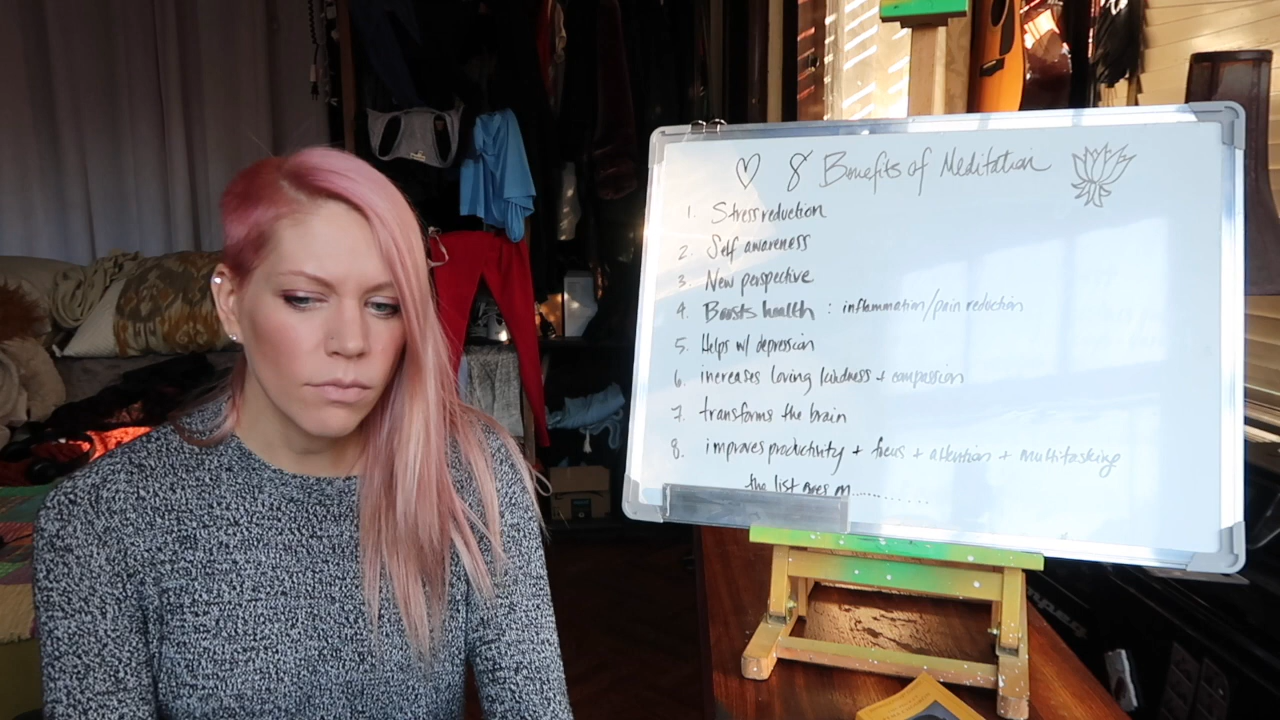 8 Benefits of Meditation
1. Stress reduction
2. Self awareness
3. New perspective
4. Boosts health : inflammation/pain reduction
5. Helps w/ depression
6. increases loving kindness + compassion
7. transforms the brain
8. improves productivity + focus + attention + multitasking
the list goes on...........